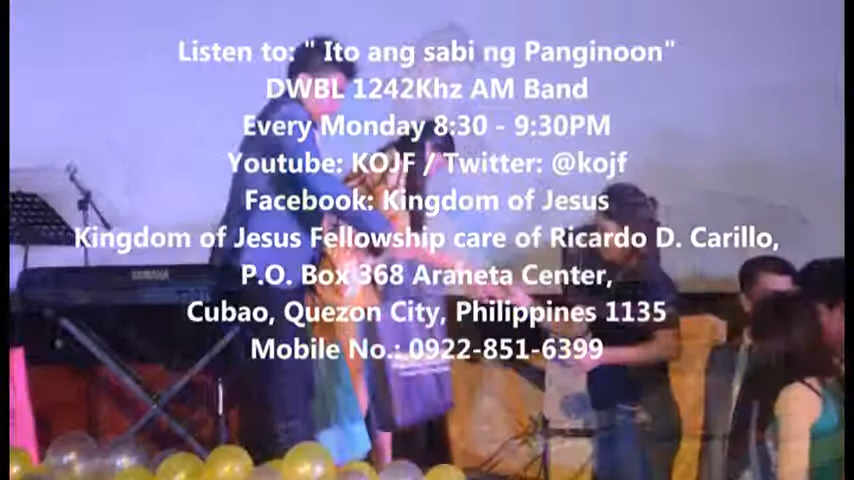 Listen to: " Ito ang sabi ng Panginoon"
DWBL 1242Khz AM Band
Every Monday 8:30 - 9:30PM
Youtube: KOJF / Twitter: @kojf
Facebook: Kingdom of Jesus
Kingdom of Jesus Fellowship care of Ricardo D. Carillo,
P.O. Box 368 Araneta Center,
Cubao, Quezon City, Philippines 1135
Mobile No.: 0922-851-6399
YAMAHA